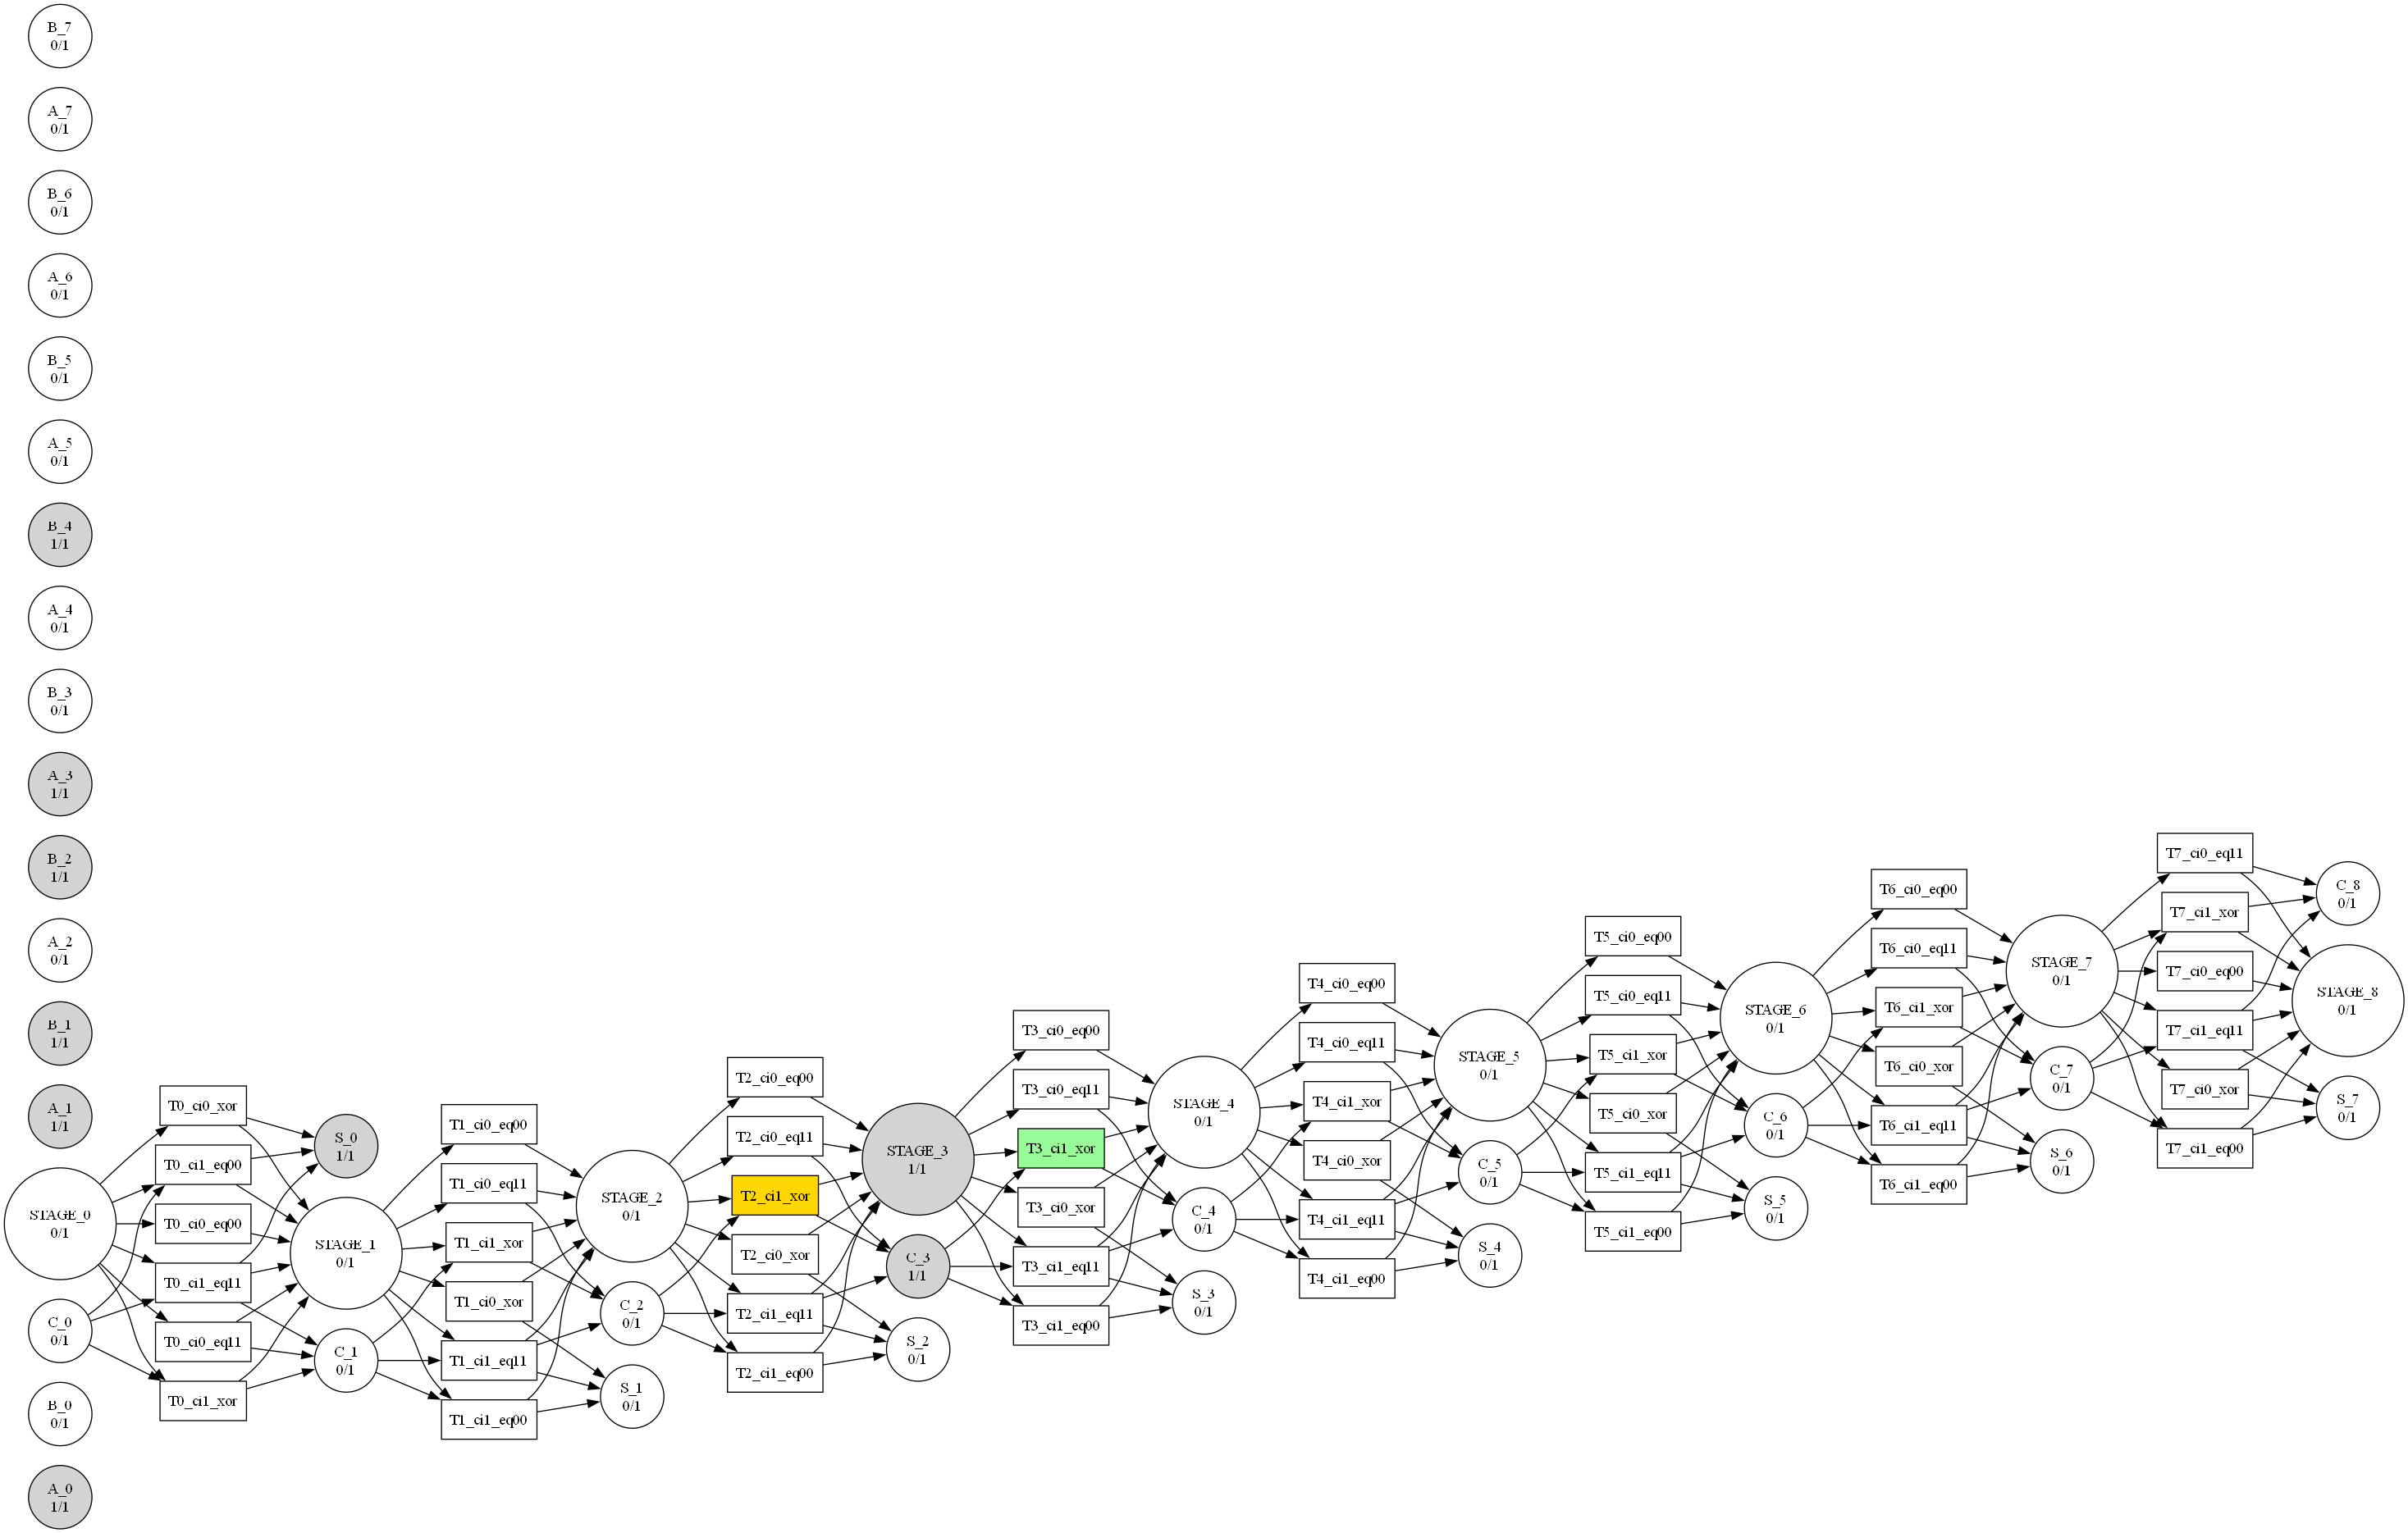 B_7
0/1
A_7
0/1
B_6
0/1
A_6
0/1
B_5
0/1
A_5
0/1
B_4
1/1
A_4
0/1
B_3
0/1
A_3
1/1
B_2
1/1
A_2
0/1
B_1
1/1
A_1
1/1
STAGE_0
0/1
C_0
0/1
B_0
0/1
A_0
1/1
T0_ci0_xor
T0_ci1_eq00
T0_ci0_eq00
T0_ci1_eq11
T0_ci0_eq11
T0_ci1_xor
S_0
1/1
STAGE_1
0/1
C_1
0/1
T1_ci0_eq00
T1_ci0_eq11
T1_ci1_xor
T1_ci0_xor
T1_ci1_eq11
T1_ci1_eq00
STAGE_2
0/1
C_2
0/1
S_1
0/1
T2_ci0_eq00
T2_ci0_eq11
T2_ci1_xor
T2_ci0_xor
T2_ci1_eq11
T2_ci1_eq00
STAGE_3
1/1
C_3
1/1
S_2
0/1
T3_ci0_eq00
T3_ci0_eq11
T3_ci1_xor
T3_ci0_xor
T3_ci1_eq11
T3_ci1_eq00
STAGE_4
0/1
C_4
0/1
S_3
0/1
T4_ci0_eq00
T4_ci0_eq11
T4_ci1_xor
T4_ci0_xor
T4_ci1_eq11
T4_ci1_eq00
STAGE_5
0/1
C_5
0/1
S_4
0/1
T5_ci0_eq00
T5_ci0_eq11
T5_ci1_xor
T5_ci0_xor
T5_ci1_eq11
T5_ci1_eq00
STAGE_6
0/1
C_6
0/1
S_5
0/1
T6_ci0_eq00
T6_ci0_eq11
T6_ci1_xor
T6_ci0_xor
T6_ci1_eq11
T6_ci1_eq00
STAGE_7
0/1
C_7
0/1
S_6
0/1
T7_ci0_eq11
T7_ci1_xor
T7_ci0_eq00
T7_ci1_eq11
T7_ci0_xor
T7_ci1_eq00
C_8
0/1
STAGE_8
0/1
S_7
0/1